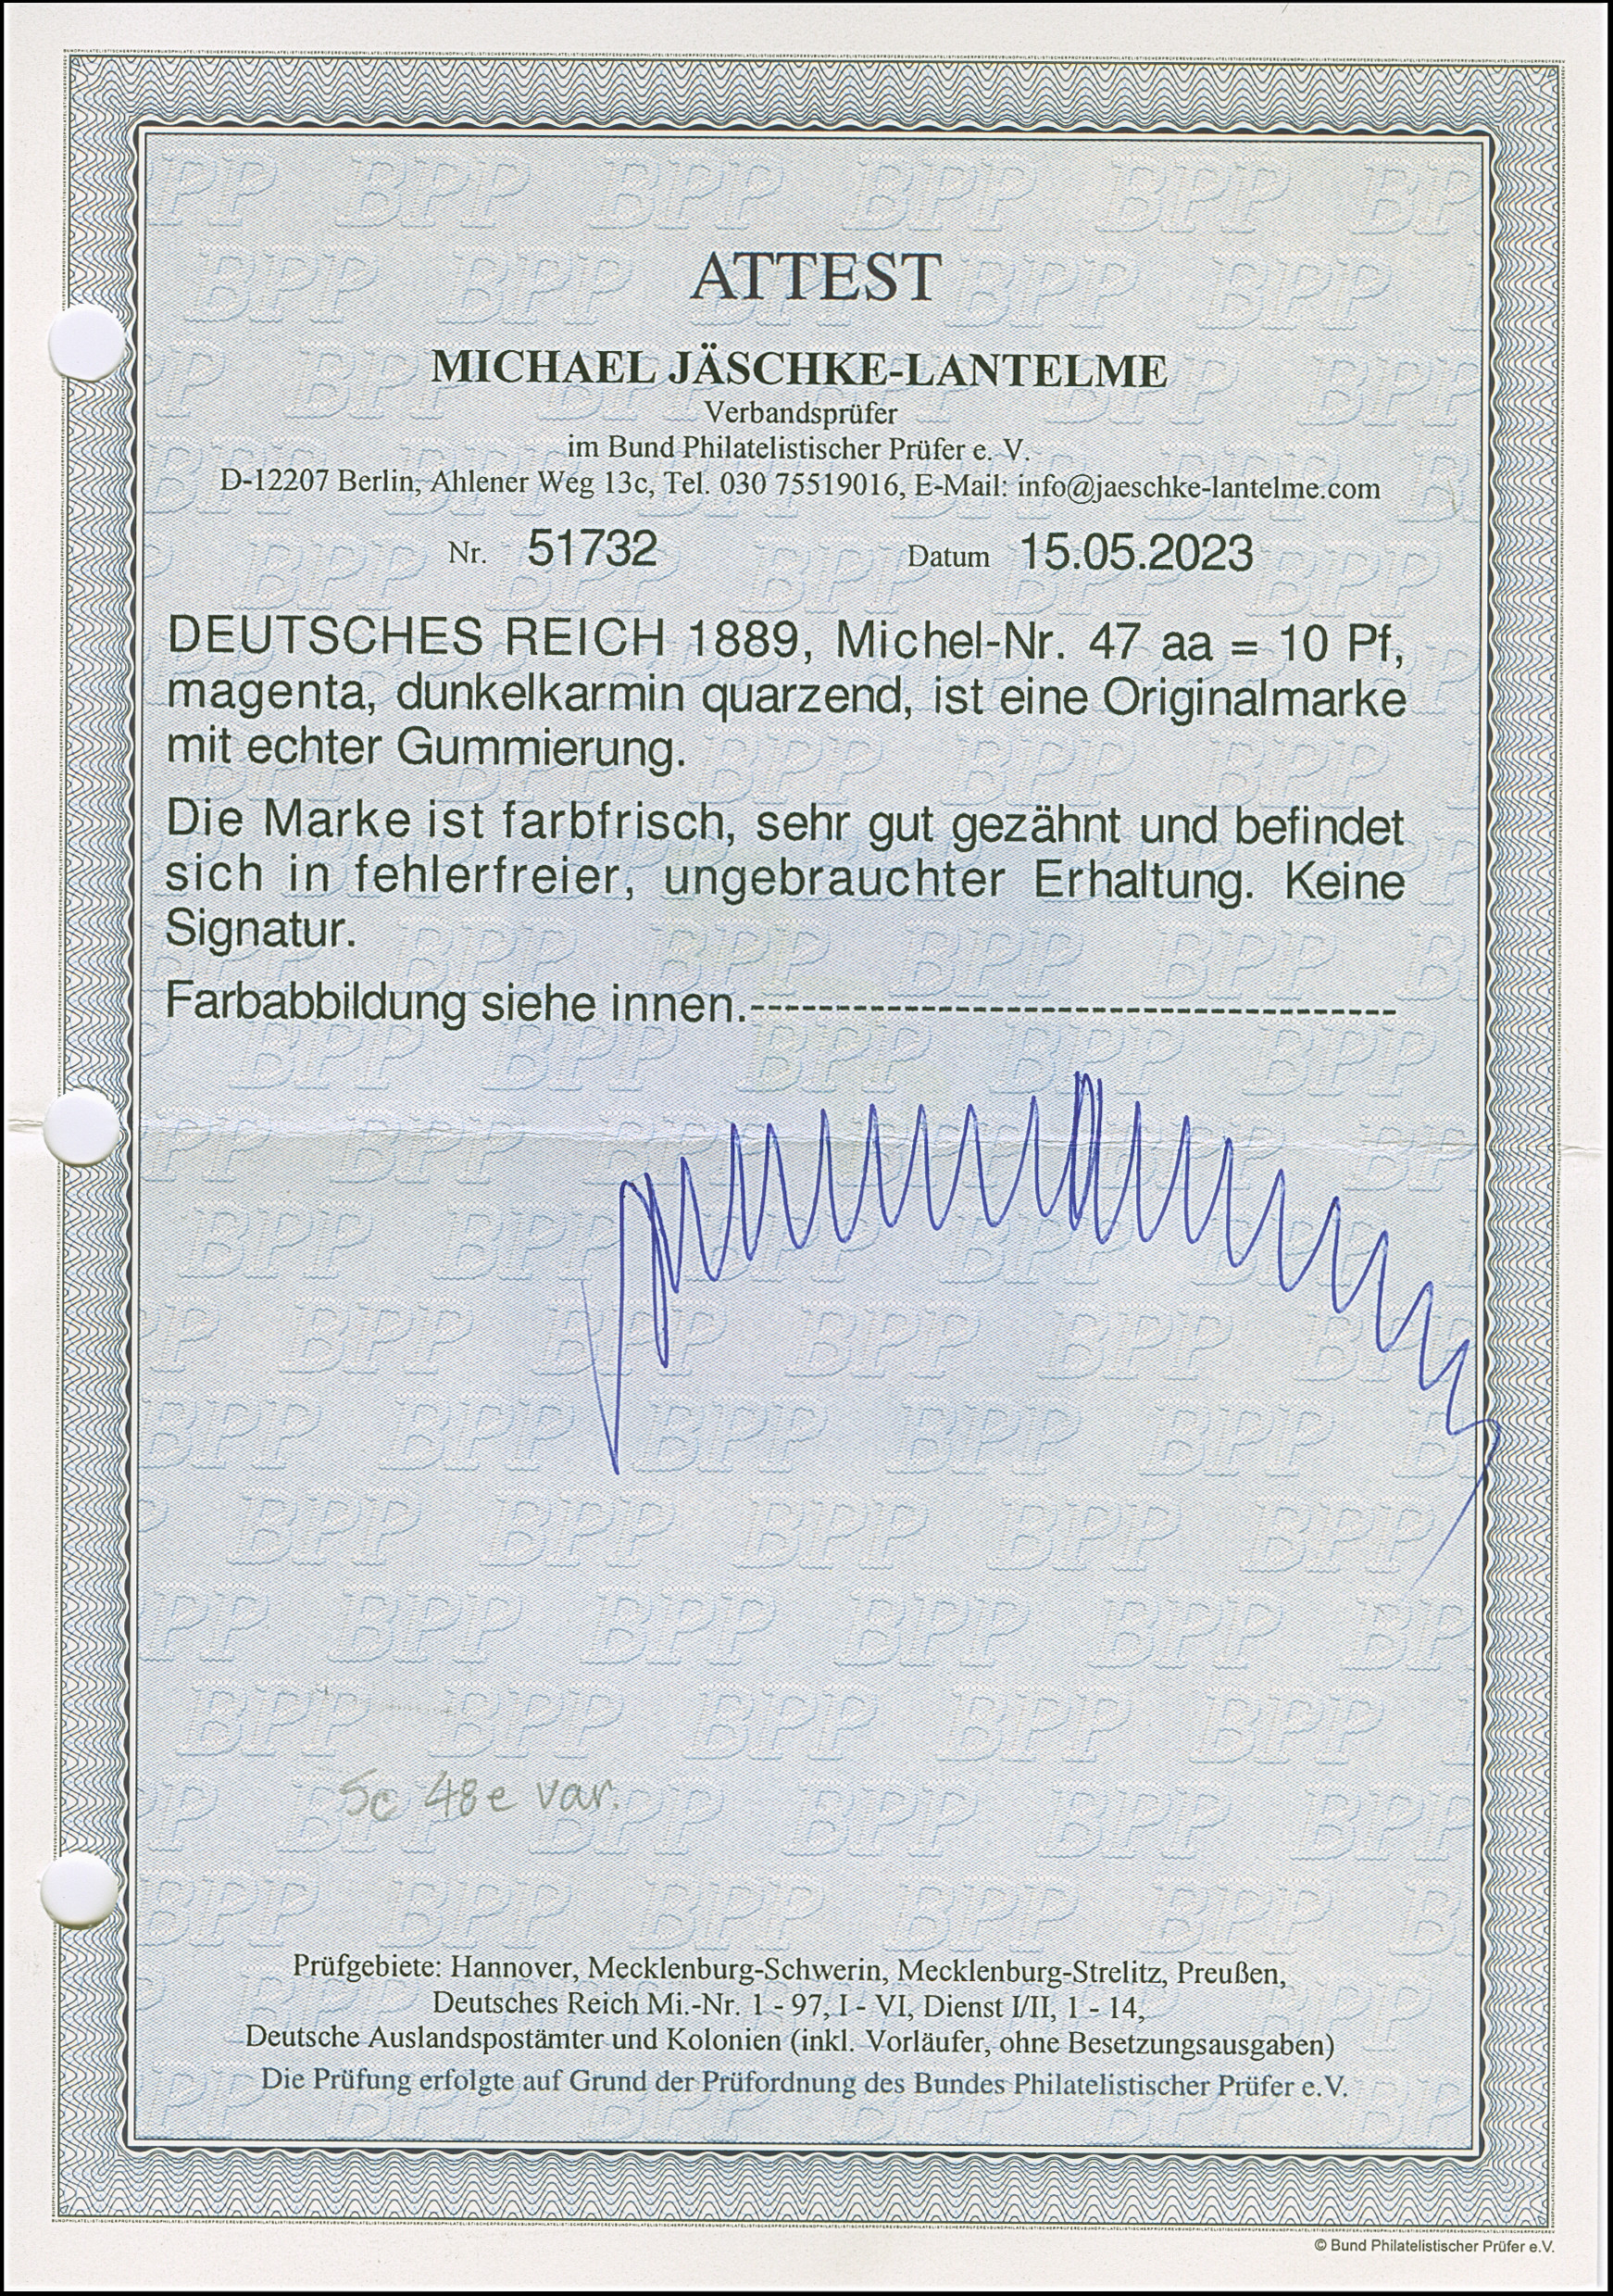 ATTEST
MICHAEL JÄSCHKE-LANTELME
Verbandsprüfer
im Bund Philatelistischer Prüfer e. V.
D-12207 Berlin, Ahlener Weg 13c, Tel. 030 75519016, E-Mail: info@jaeschke-lantelme.com
Nr. 51732 Datum 15.05.2023
DEUTSCHES REICH 1889, Michel-Nr. 47 aa = 10 Pf,
magenta, dunkelkarmin quarzend, ist eine Originalmarke
mit echter Gummierung.
Die Marke ist farbfrisch, sehr gut gezähnt und befindet
sich in fehlerfreier, ungebrauchter Erhaltung. Keine
Signatur.
Farbabbildung siehe innen.--------------------------------------
Sc 48e var.
Prüfgebiete: Hannover, Mecklenburg-Schwerin, Mecklenburg-Strelitz, Preußen,
Deutsches Reich Mi.-Nr. 1 - 97, I - VI, Dienst I/II, 1 - 14,
Deutsche Auslandspostämter und Kolonien (inkl. Vorläufer, ohne Besetzungsausgaben)
Die Prüfung erfolgte auf Grund der Prüfordnung des Bundes Philatelistischer Prüfer e.V.
© Bund Philatelistischer Prüfer e.V.